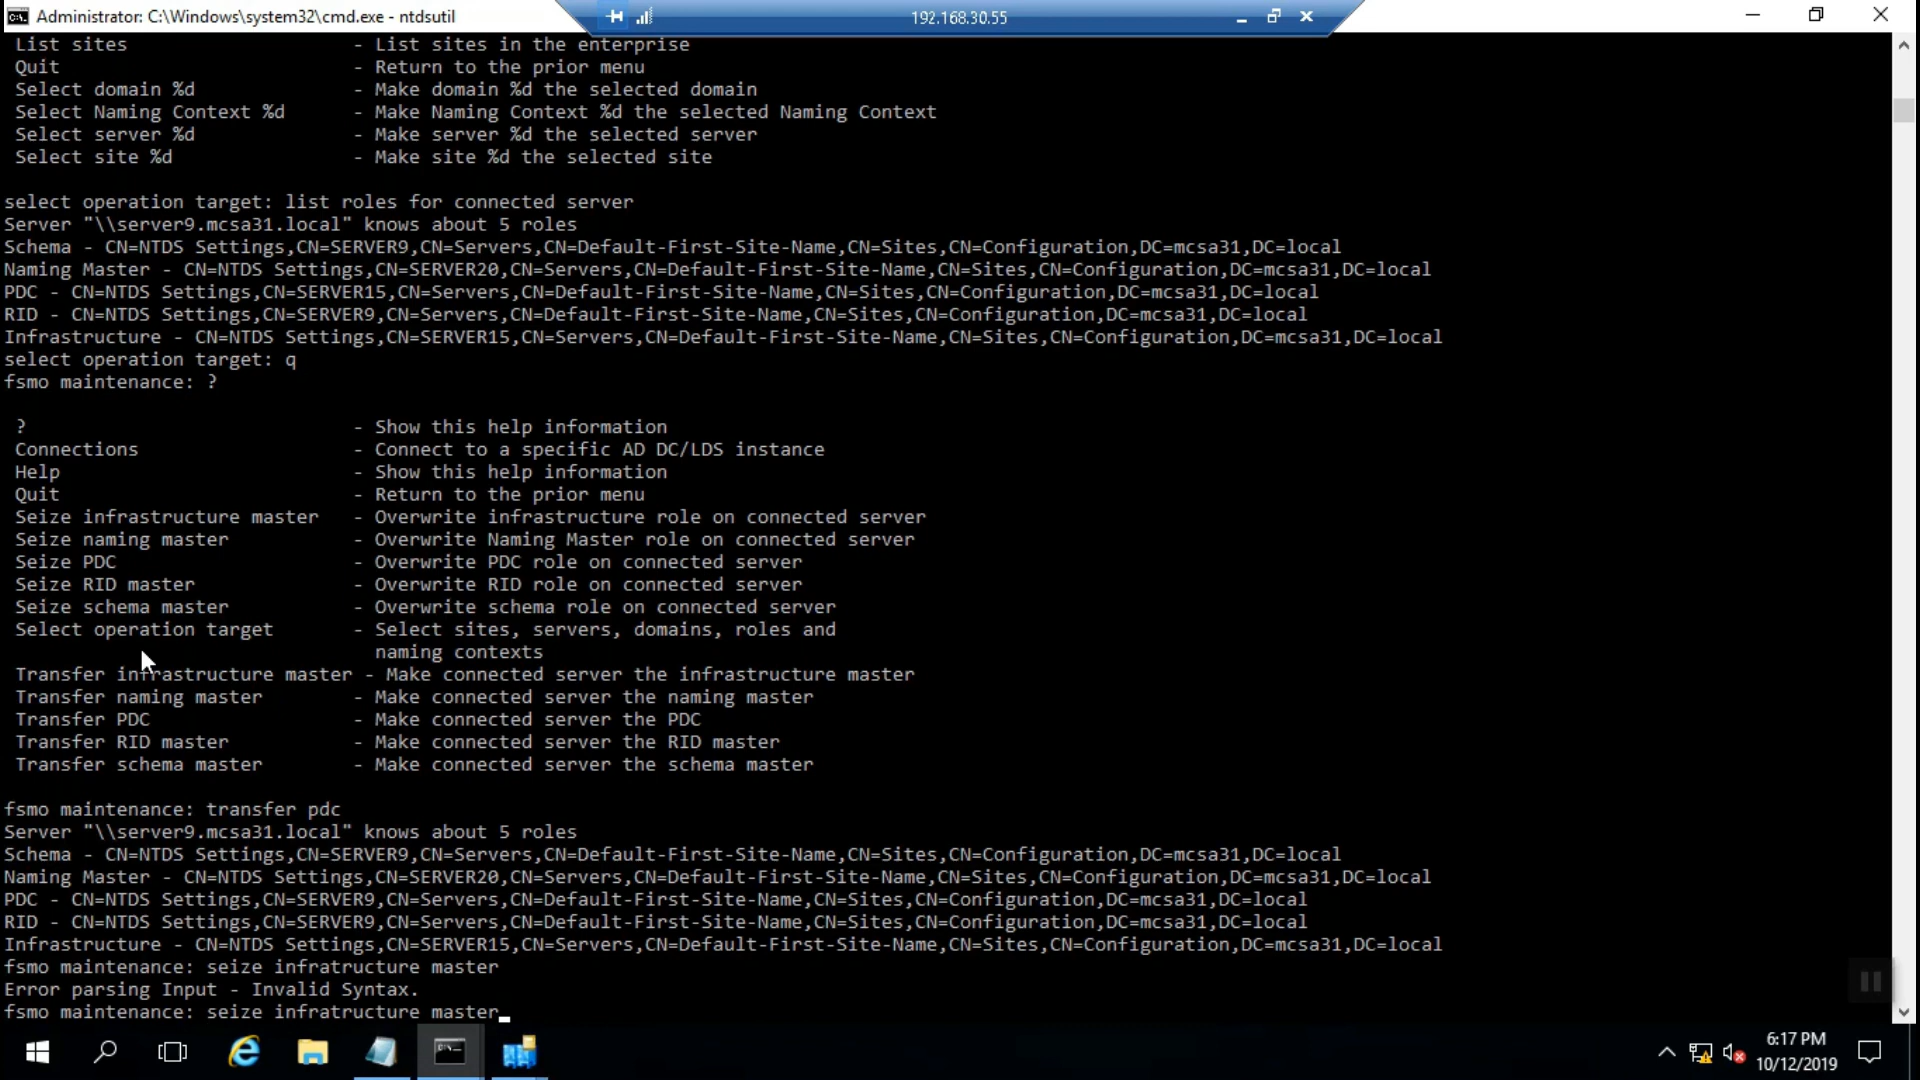 Administrator: C:\Windows\system32\cmd.exe - ntdsutil
192.168.30.55
List sites - List sites in the enterprise
Quit - Return to the prior menu
Select domain %d - Make domain %d the selected domain
Select Naming Context %d - Make Naming Context %d the selected Naming Context
Select server %d - Make server %d the selected server
Select site %d - Make site %d the selected site
select operation target: list roles for connected server
Server "\\server9.mcsa31.local" knows about 5 roles
Schema - CN=NTDS Settings,CN=SERVER9,CN=Servers,CN=Default-First-Site-Name,CN=Sites,CN=Configuration,DC=mcsa31,DC=local
Naming Master - CN=NTDS Settings,CN=SERVER20,CN=Servers,CN=Default-First-Site-Name,CN=Sites,CN=Configuration,DC=mcsa31,DC=local
PDC - CN=NTDS Settings,CN=SERVER15,CN=Servers,CN=Default-First-Site-Name,CN=Sites,CN=Configuration,DC=mcsa31,DC=local
RID - CN=NTDS Settings,CN=SERVER9,CN=Servers,CN=Default-First-Site-Name,CN=Sites,CN=Configuration,DC=mcsa31,DC=local
Infrastructure - CN=NTDS Settings,CN=SERVER15,CN=Servers,CN=Default-First-Site-Name,CN=Sites,CN=Configuration,DC=mcsa31,DC=local
select operation target: q
fsmo maintenance: ?
? - Show this help information
Connections - Connect to a specific AD DC/LDS instance
Help - Show this help information
Quit - Return to the prior menu
Seize infrastructure master - Overwrite infrastructure role on connected server
Seize naming master - Overwrite Naming Master role on connected server
Seize PDC - Overwrite PDC role on connected server
Seize RID master - Overwrite RID role on connected server
Seize schema master - Overwrite schema role on connected server
Select operation target - Select sites, servers, domains, roles and
naming contexts
Transfer infrastructure master - Make connected server the infrastructure master
Transfer naming master - Make connected server the naming master
Transfer PDC - Make connected server the PDC
Transfer RID master - Make connected server the RID master
Transfer schema master - Make connected server the schema master
fsmo maintenance: transfer pdc
Server "\\server9.mcsa31.local" knows about 5 roles
Schema - CN=NTDS Settings,CN=SERVER9,CN=Servers,CN=Default-First-Site-Name,CN=Sites,CN=Configuration,DC=mcsa31,DC=local
Naming Master - CN=NTDS Settings,CN=SERVER20,CN=Servers,CN=Default-First-Site-Name,CN=Sites,CN=Configuration,DC=mcsa31,DC=local
PDC - CN=NTDS Settings,CN=SERVER9,CN=Servers,CN=Default-First-Site-Name,CN=Sites,CN=Configuration,DC=mcsa31,DC=local
RID - CN=NTDS Settings,CN=SERVER9,CN=Servers,CN=Default-First-Site-Name,CN=Sites,CN=Configuration,DC=mcsa31,DC=local
Infrastructure - CN=NTDS Settings,CN=SERVER15,CN=Servers,CN=Default-First-Site-Name,CN=Sites,CN=Configuration,DC=mcsa31,DC=local
fsmo maintenance: seize infratructure master
Error parsing Input - Invalid Syntax.
fsmo maintenance: seize infratructure master
6:17 PM
10/12/2019